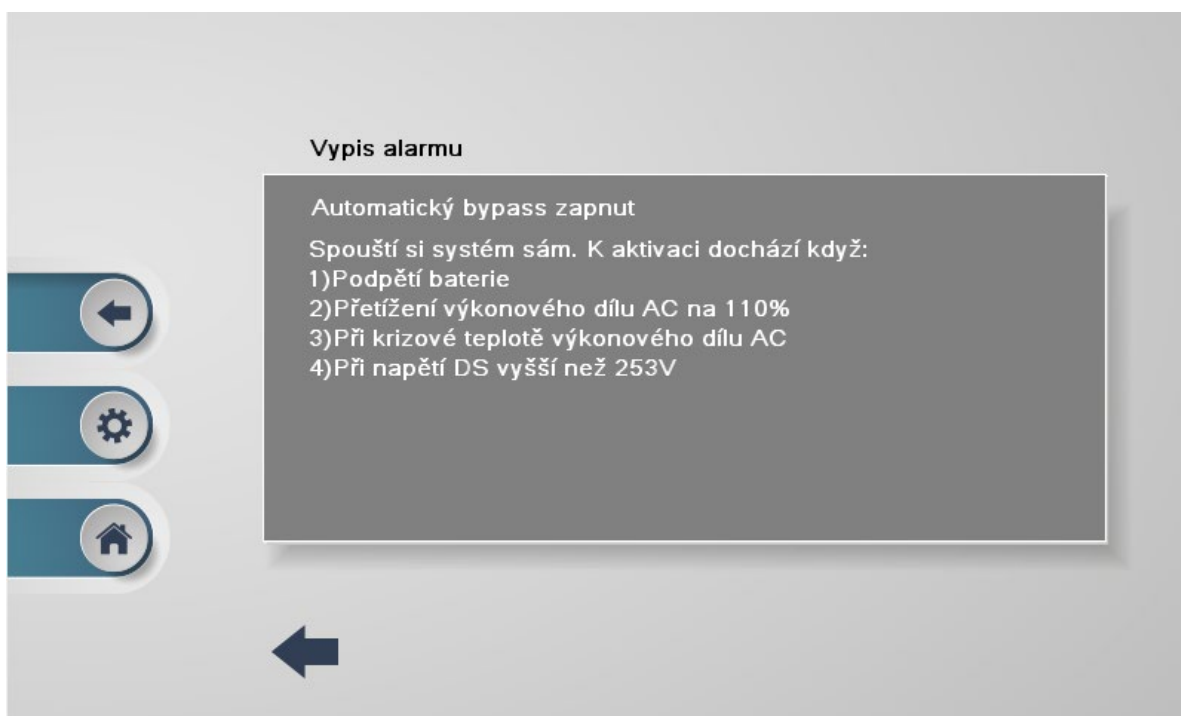 Vypis alarmu
Automatický bypass zapnut
Spouští si systém sám. K aktivaci dochází když:
1)Podpětí baterie
2)Přetížení výkonového dílu AC na 110%
3)Při krizové teplotě výkonového dílu AC
4)Při napětí DS vyšší než 253V